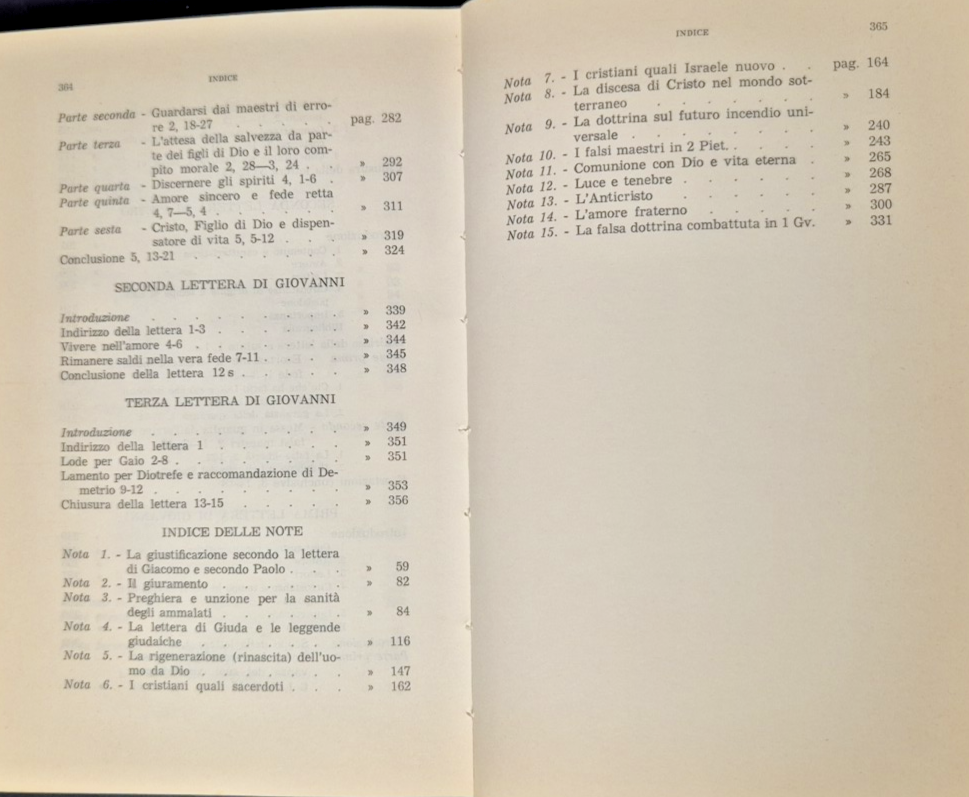 364
INDICE
Parte seconda - Guardarsi dai maestri di erro-
re 2, 18-27 . . . . . pag. 282
Parte terza - L'attesa della salvezza da par-
te dei figli di Dio e il loro com-
pito morale 2, 28—3, 24 . . » 292
Parte quarta - Discernere gli spiriti 4, 1-6 . » 307
Parte quinta - Amore sincero e fede retta
4, 7—5, 4 . . . . . . » 311
Parte sesta - Cristo, Figlio di Dio e dispen-
satore di vita 5, 5-12 . . . » 319
Conclusione 5, 13-21 . . . . . . . » 324
SECONDA LETTERA DI GIOVANNI
Introduzione . . . . . . . . . » 339
Indirizzo della lettera 1-3 . . . . . . » 342
Vivere nell'amore 4-6 . . . . . . . » 344
Rimanere saldi nella vera fede 7-11 . . . . » 345
Conclusione della lettera 12 s . . . . . » 348
TERZA LETTERA DI GIOVANNI
Introduzione . . . . . . . . . » 349
Indirizzo della lettera 1 . . . . . . » 351
Lode per Gaio 2-8 . . . . . . . . » 351
Lamento per Diotrefe e raccomandazione di De-
metrio 9-12 . . . . . . . . » 353
Chiusura della lettera 13-15 . . . . . » 356
INDICE DELLE NOTE
Nota 1. - La giustificazione secondo la lettera
di Giacomo e secondo Paolo . . . » 59
Nota 2. - Il giuramento . . . . . . » 82
Nota 3. - Preghiera e unzione per la sanità
degli ammalati . . . . . . » 84
Nota 4. - La lettera di Giuda e le leggende
giudaiche . . . . . . . » 116
Nota 5. - La rigenerazione (rinascita) dell'uo-
mo da Dio . . . . . . . » 147
Nota 6. - I cristiani quali sacerdoti . . . » 162
INDICE
365
Nota 7. - I cristiani quali Israele nuovo . . pag. 164
Nota 8. - La discesa di Cristo nel mondo sot-
terraneo . . . . . . . » 184
Nota 9. - La dottrina sul futuro incendio uni-
versale . . . . . . . » 240
Nota 10. - I falsi maestri in 2 Piet. . . . . » 243
Nota 11. - Comunione con Dio e vita eterna . » 265
Nota 12. - Luce e tenebre . . . . . » 268
Nota 13. - L'Anticristo . . . . . . » 287
Nota 14. - L'amore fraterno . . . . . » 300
Nota 15. - La falsa dottrina combattuta in 1 Gv. » 331